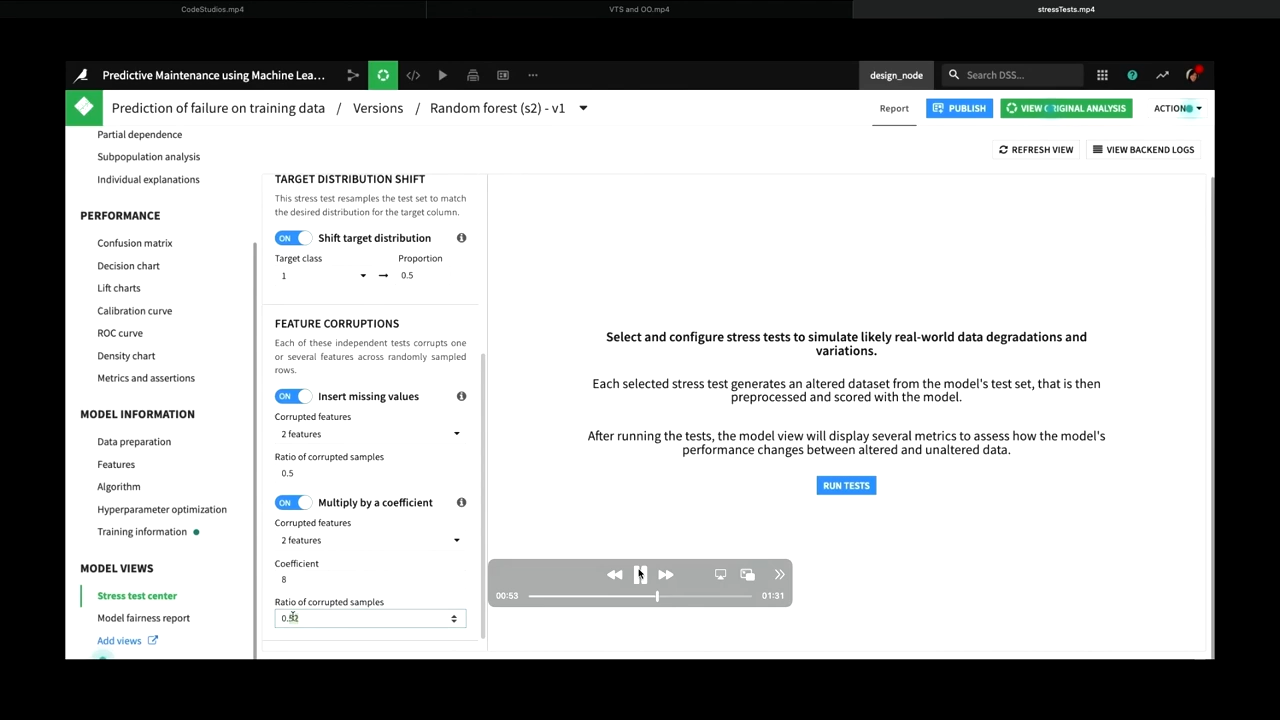 CodeStudios.mp4
VTS and OO.mp4
stressTests.mp4
Predictive Maintenance using Machine Lea...
design_node
Search DSS...
Prediction of failure on training data / Versions / Random forest (s2) - v1
Report
PUBLISH
VIEW ORIGINAL ANALYSIS
ACTIONS
REFRESH VIEW
VIEW BACKEND LOGS
Partial dependence
Subpopulation analysis
Individual explanations
PERFORMANCE
Confusion matrix
Decision chart
Lift charts
Calibration curve
ROC curve
Density chart
Metrics and assertions
MODEL INFORMATION
Data preparation
Features
Algorithm
Hyperparameter optimization
Training information
MODEL VIEWS
Stress test center
Model fairness report
Add views
TARGET DISTRIBUTION SHIFT
This stress test resamples the test set to match
the desired distribution for the target column.
ON Shift target distribution
Target class
Proportion
1
0.5
FEATURE CORRUPTIONS
Each of these independent tests corrupts one
or several features across randomly sampled
rows.
ON Insert missing values
Corrupted features
2 features
Ratio of corrupted samples
0.5
ON Multiply by a coefficient
Corrupted features
2 features
Coefficient
8
Ratio of corrupted samples
Select and configure stress tests to simulate likely real-world data degradations and
variations.
Each selected stress test generates an altered dataset from the model's test set, that is then
preprocessed and scored with the model.
After running the tests, the model view will display several metrics to assess how the model's
performance changes between altered and unaltered data.
RUN TESTS
00:53
01:31